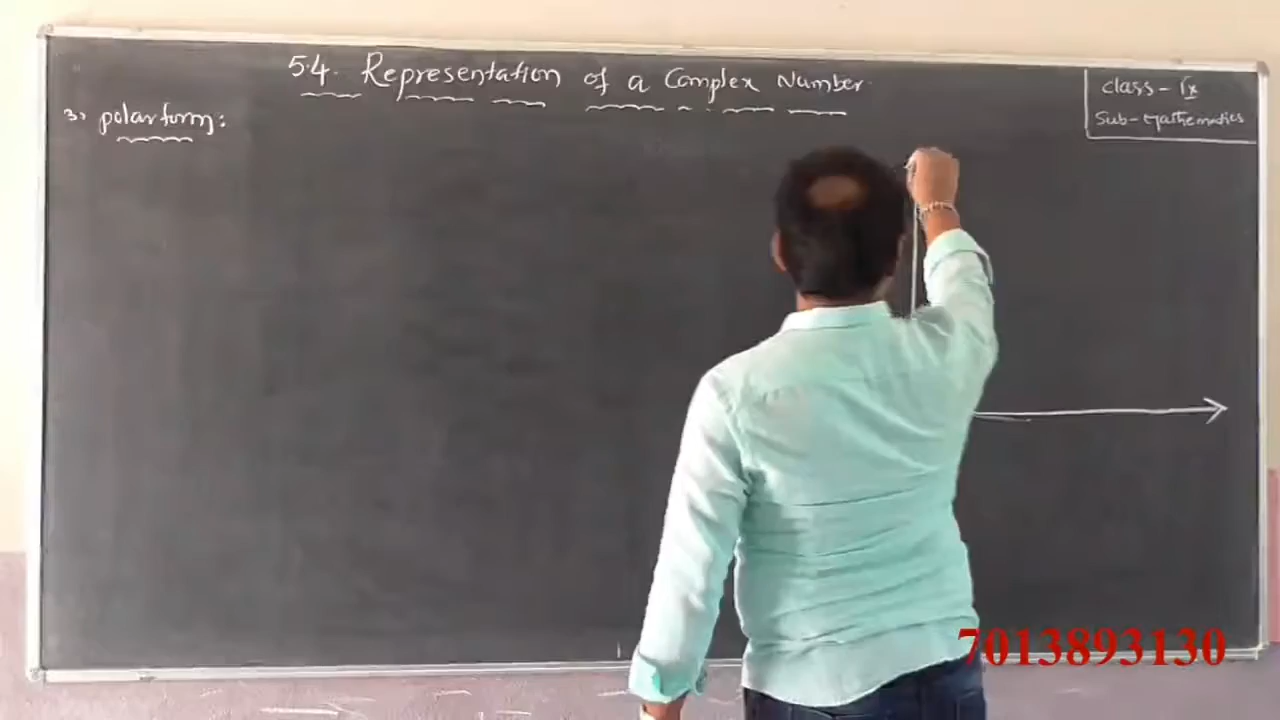 5.4. Representation of a Complex Number.
class - IX
Sub - Mathematics
3, polar form:
7013893130